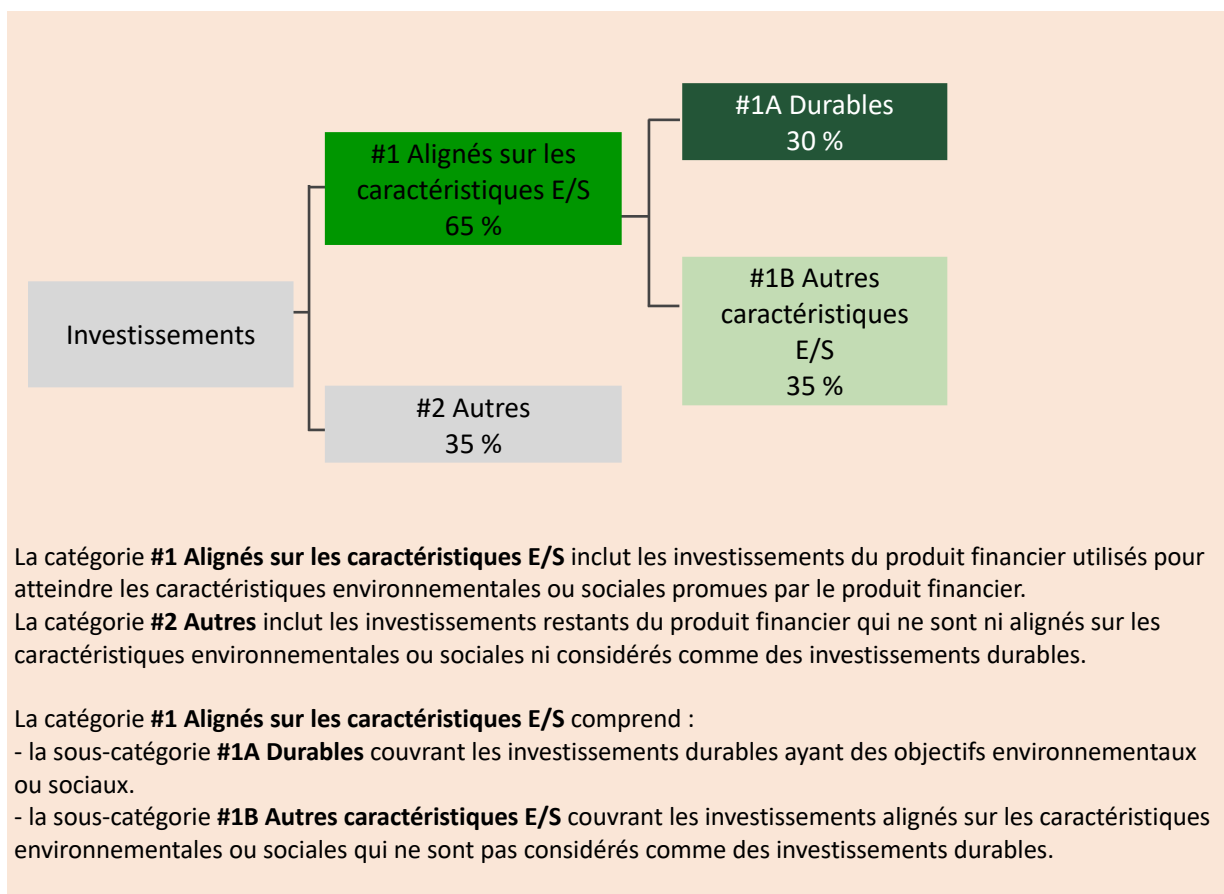 #1A Durables
30 %
#1 Alignés sur les
caractéristiques E/S
65 %
#1B Autres
caractéristiques
E/S
35 %
Investissements
#2 Autres
35 %
La catégorie #1 Alignés sur les caractéristiques E/S inclut les investissements du produit financier utilisés pour
atteindre les caractéristiques environnementales ou sociales promues par le produit financier.
La catégorie #2 Autres inclut les investissements restants du produit financier qui ne sont ni alignés sur les
caractéristiques environnementales ou sociales ni considérés comme des investissements durables.
La catégorie #1 Alignés sur les caractéristiques E/S comprend :
- la sous-catégorie #1A Durables couvrant les investissements durables ayant des objectifs environnementaux
ou sociaux.
- la sous-catégorie #1B Autres caractéristiques E/S couvrant les investissements alignés sur les caractéristiques
environnementales ou sociales qui ne sont pas considérés comme des investissements durables.